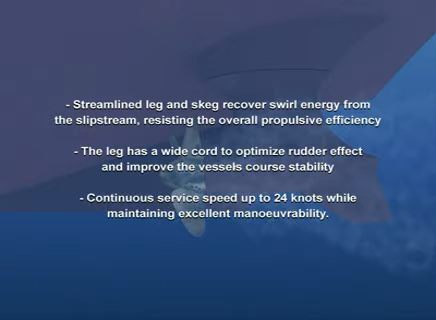 - Streamlined leg and skeg recover swirl energy from
the slipstream, resisting the overall propulsive efficiency
- The leg has a wide cord to optimize rudder effect
and improve the vessels course stability
- Continuous service speed up to 24 knots while
maintaining excellent manoeuvrability.